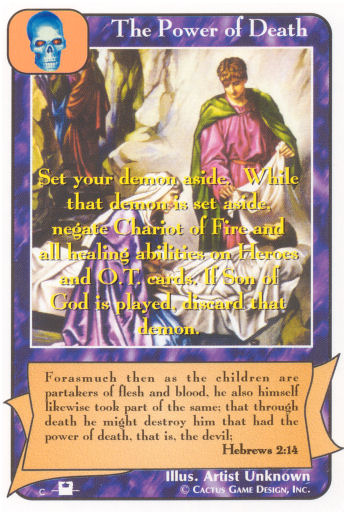 The Power of Death
Set your demon aside. While
that demon is set aside,
negate Chariot of Fire and
all healing abilities on Heroes
and O.T. cards. If Son of
God is played, discard that
demon.
Forasmuch then as the children are
partakers of flesh and blood, he also himself
likewise took part of the same; that through
death he might destroy him that had the
power of death, that is, the devil;
Hebrews 2:14
Illus. Artist Unknown
C
© Cactus Game Design, Inc.